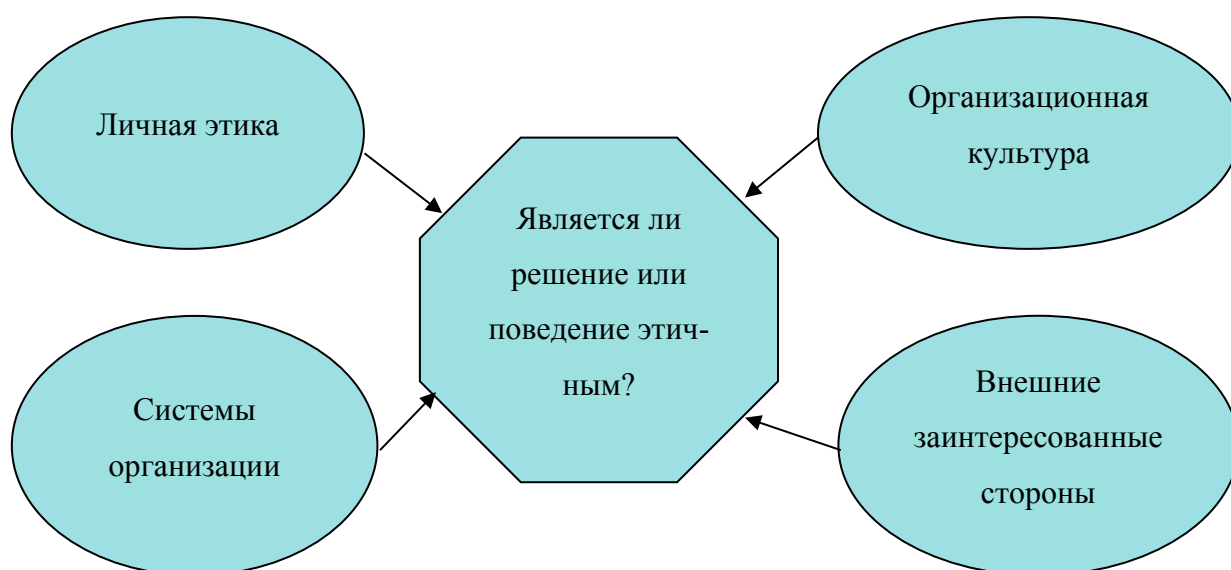 Личная этика
Организационная
культура
Является ли
решение или
поведение этич-
ным?
Системы
организации
Внешние
заинтересованные
стороны